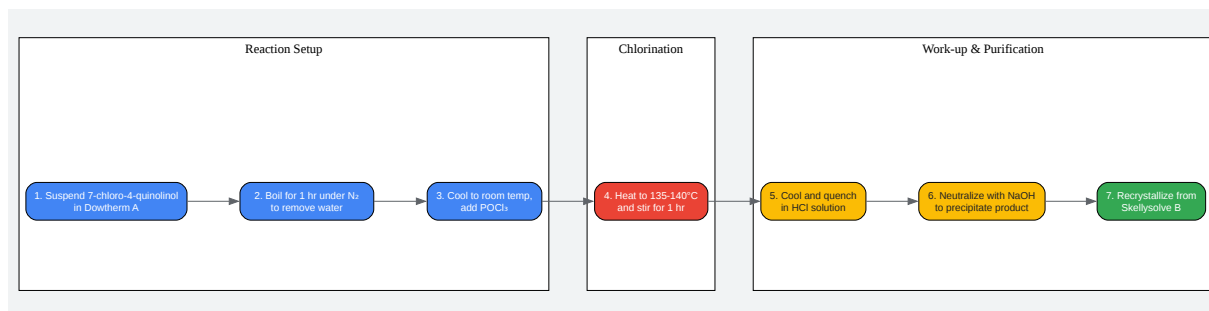 Reaction Setup
1. Suspend 7-chloro-4-quinolinol
in Dowtherm A
2. Boil for 1 hr under N₂
to remove water
3. Cool to room temp,
add POCl₃
Chlorination
4. Heat to 135-140°C
and stir for 1 hr
Work-up & Purification
5. Cool and quench
in HCl solution
6. Neutralize with NaOH
to precipitate product
7. Recrystallize from
Skellysolve B